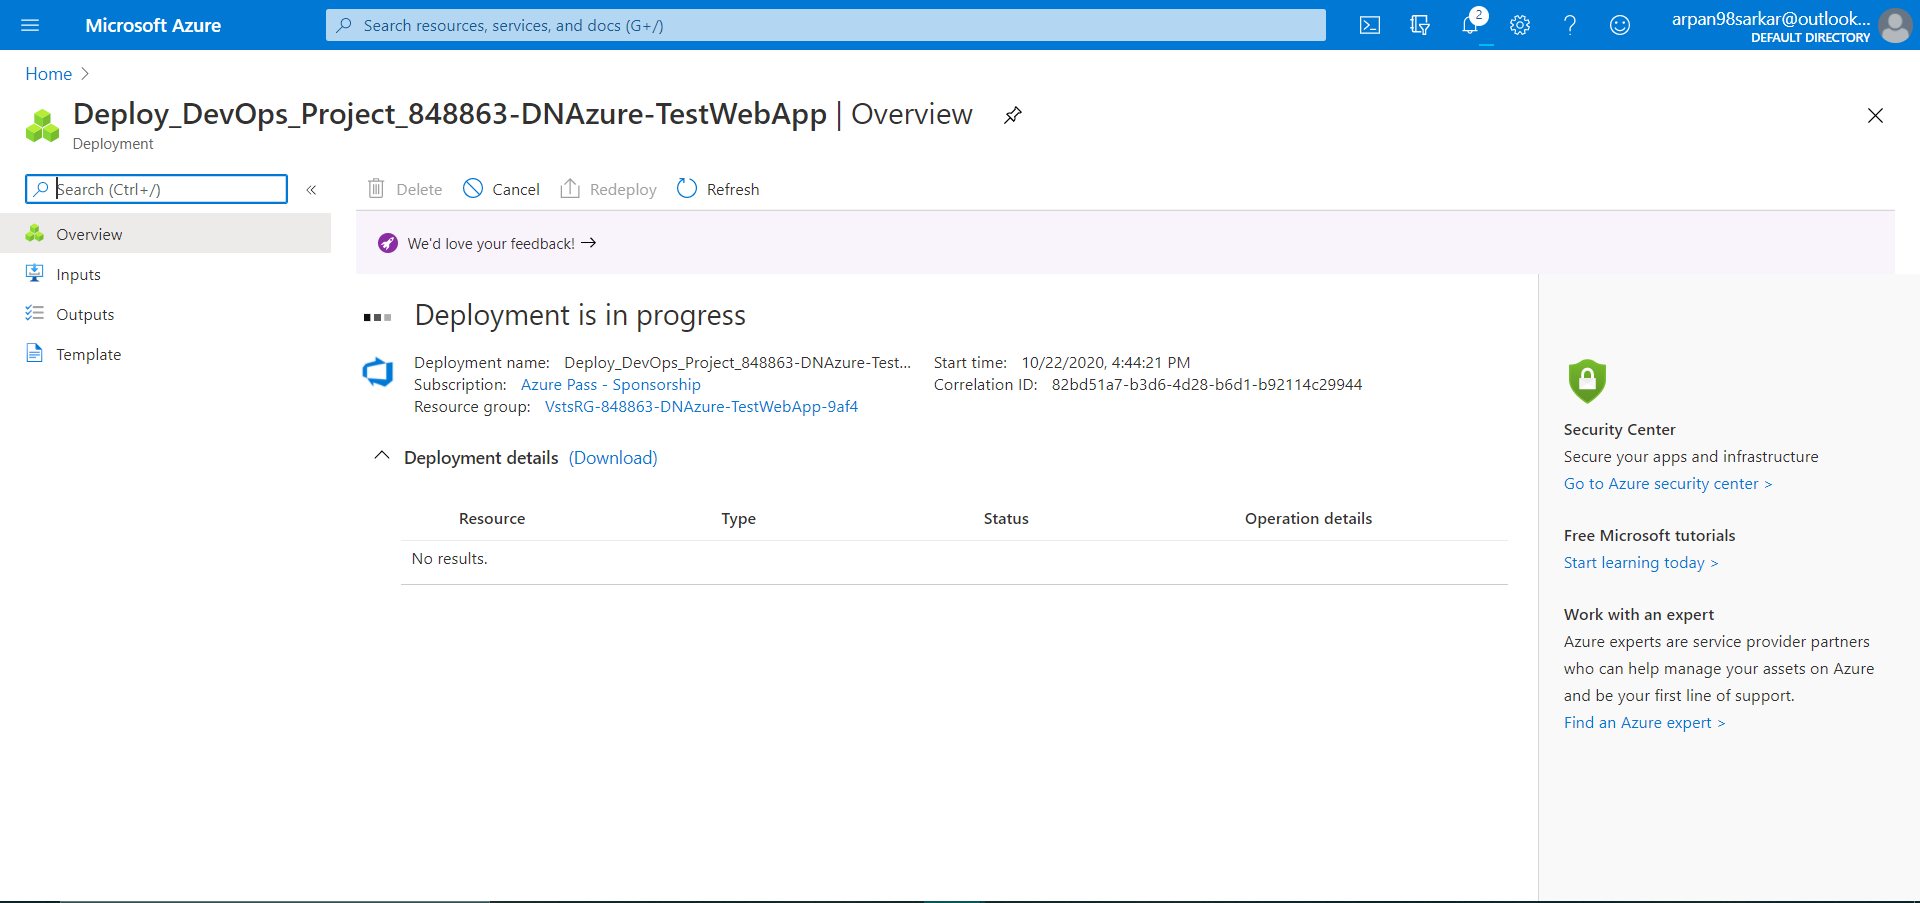 Microsoft Azure
Search resources, services, and docs (G+/)
2
arpan98sarkar@outlook...
DEFAULT DIRECTORY
Home
Deploy_DevOps_Project_848863-DNAzure-TestWebApp | Overview
Deployment
Search (Ctrl+/)
«
Delete
Cancel
Redeploy
Refresh
Overview
Inputs
Outputs
Template
We'd love your feedback! →
Deployment is in progress
Deployment name: Deploy_DevOps_Project_848863-DNAzure-Test...
Subscription: Azure Pass - Sponsorship
Resource group: VstsRG-848863-DNAzure-TestWebApp-9af4
Start time: 10/22/2020, 4:44:21 PM
Correlation ID: 82bd51a7-b3d6-4d28-b6d1-b92114c29944
Deployment details (Download)
Resource Type Status Operation details
No results.
Security Center
Secure your apps and infrastructure
Go to Azure security center >
Free Microsoft tutorials
Start learning today >
Work with an expert
Azure experts are service provider partners
who can help manage your assets on Azure
and be your first line of support.
Find an Azure expert >